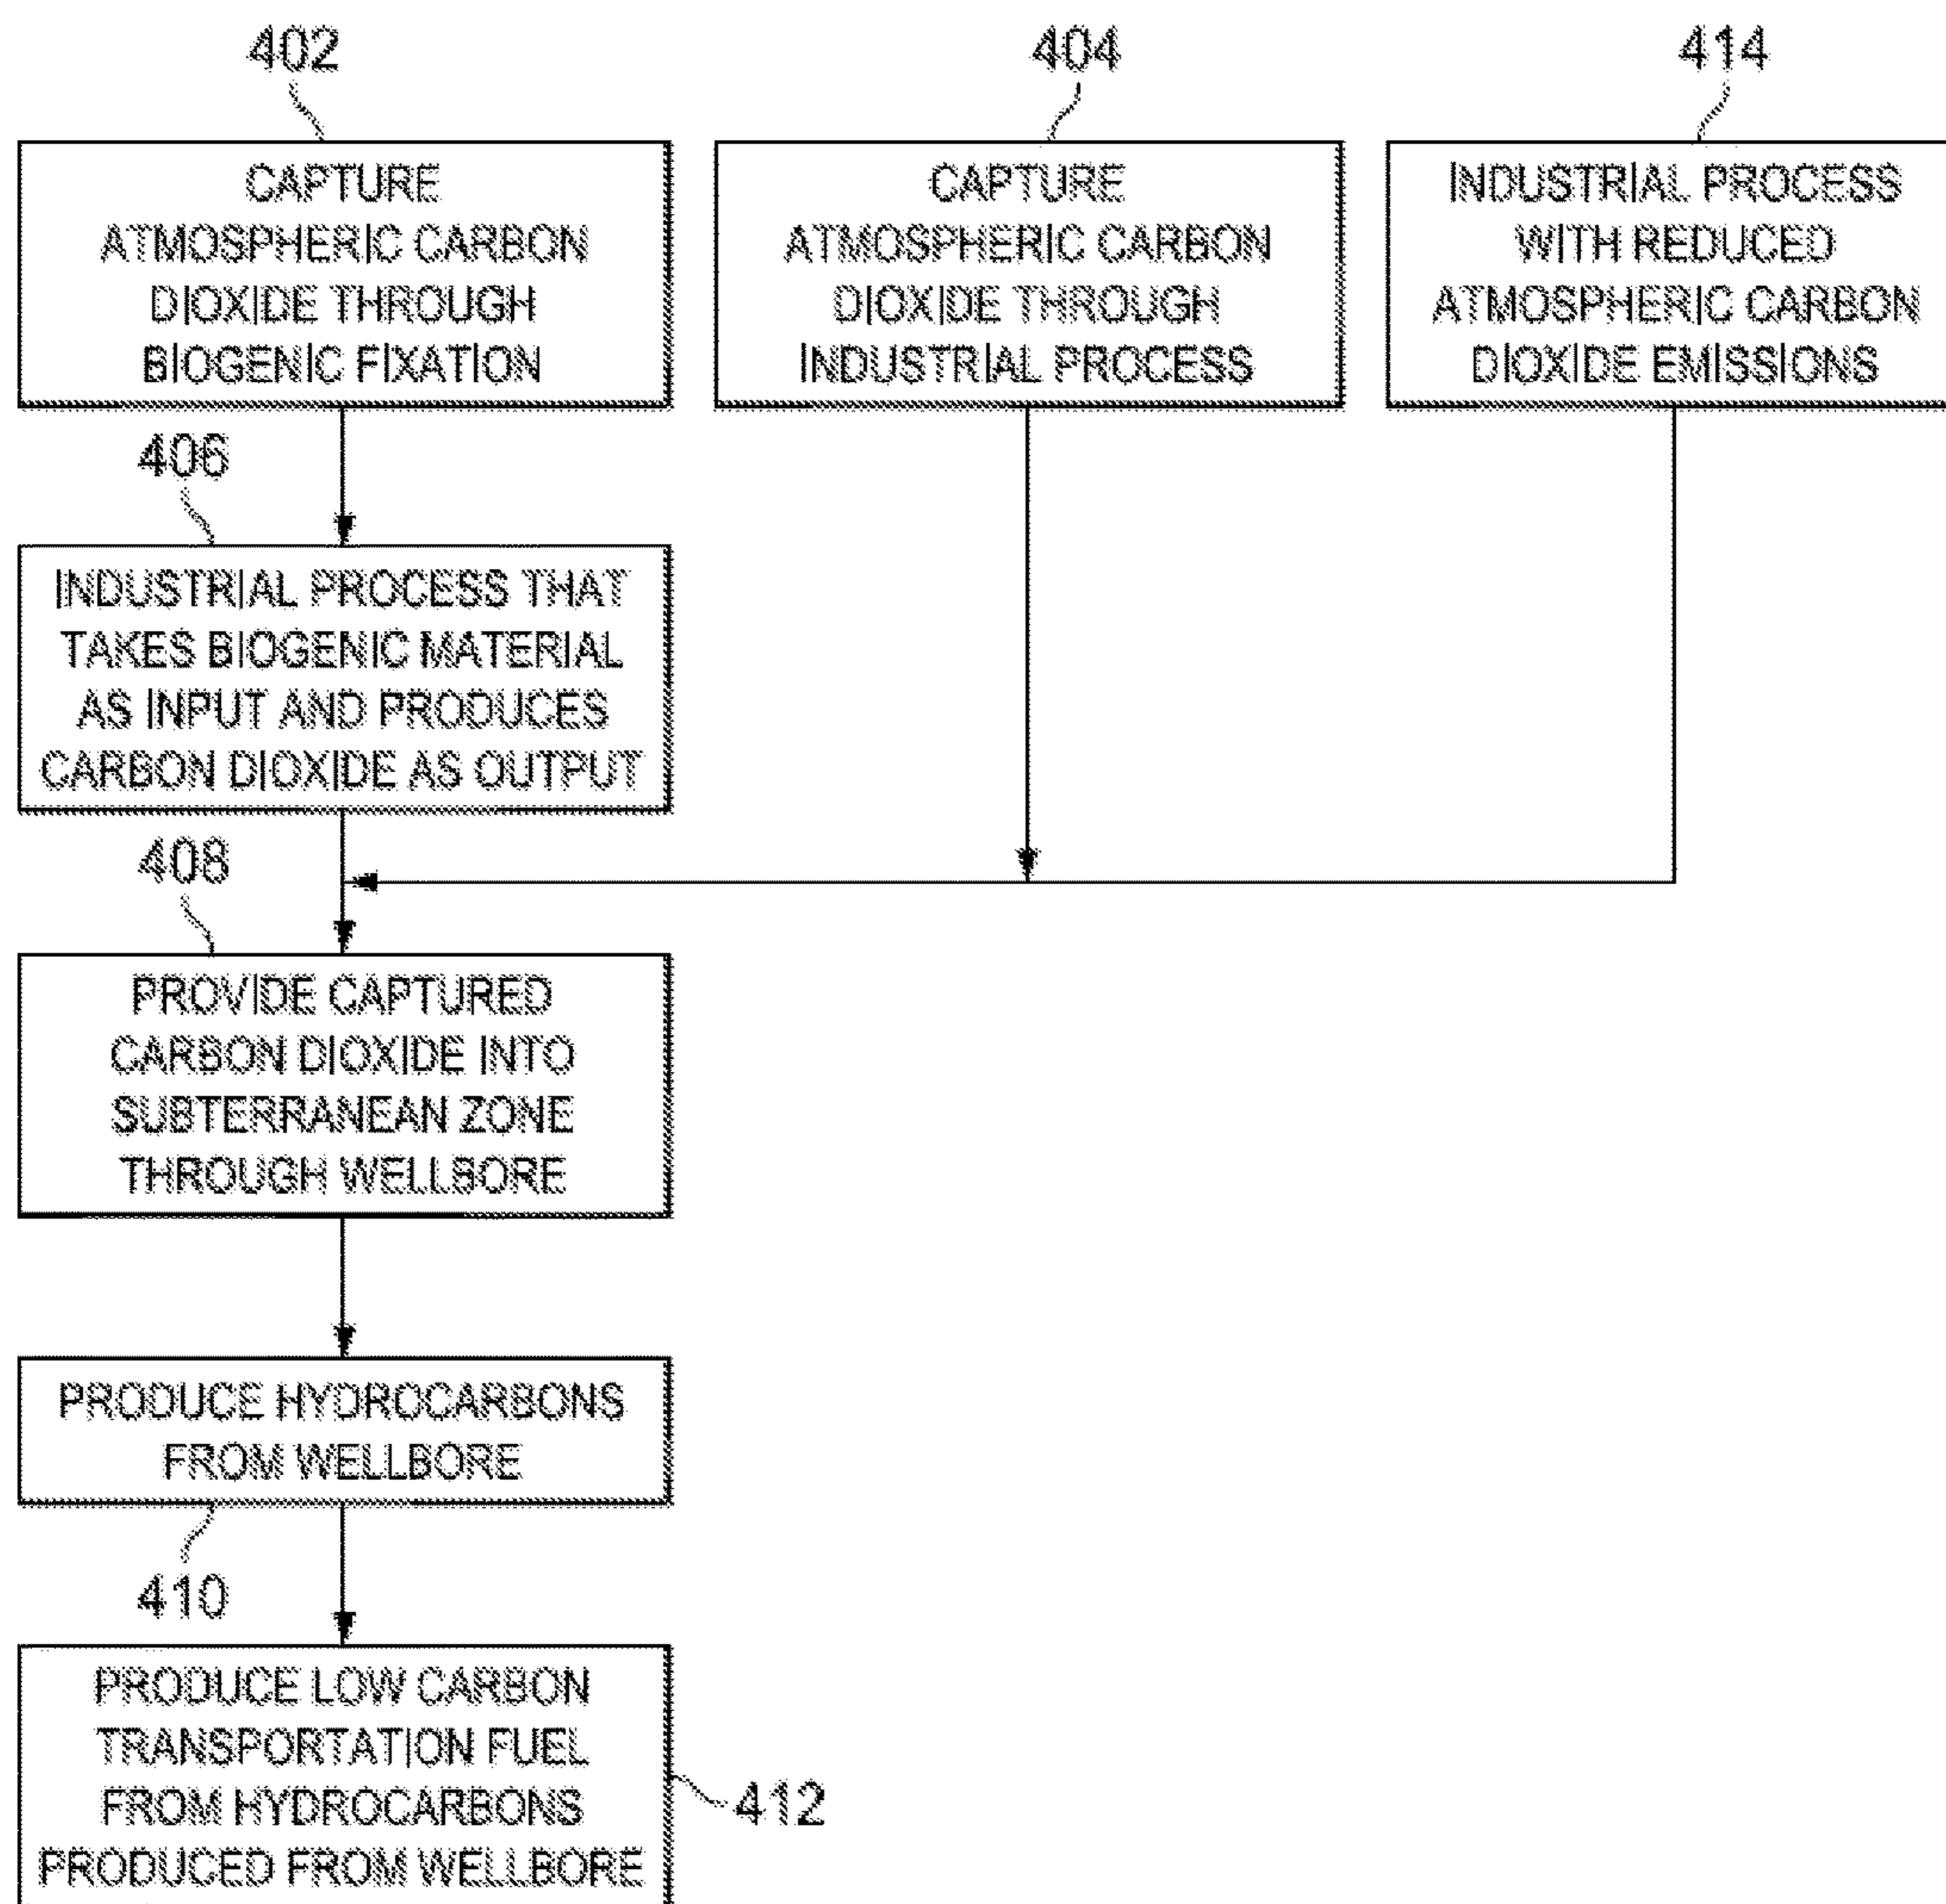 402
CAPTURE
ATMOSPHERIC CARBON
DIOXIDE THROUGH
BIOGENIC FIXATION
404
CAPTURE
ATMOSPHERIC CARBON
DIOXIDE THROUGH
INDUSTRIAL PROCESS
414
INDUSTRIAL PROCESS
WITH REDUCED
ATMOSPHERIC CARBON
DIOXIDE EMISSIONS
406
INDUSTRIAL PROCESS THAT
TAKES BIOGENIC MATERIAL
AS INPUT AND PRODUCES
CARBON DIOXIDE AS OUTPUT
408
PROVIDE CAPTURED
CARBON DIOXIDE INTO
SUBTERRANEAN ZONE
THROUGH WELLBORE
PRODUCE HYDROCARBONS
FROM WELLBORE
410
PRODUCE LOW CARBON
TRANSPORTATION FUEL
FROM HYDROCARBONS
PRODUCED FROM WELLBORE
412